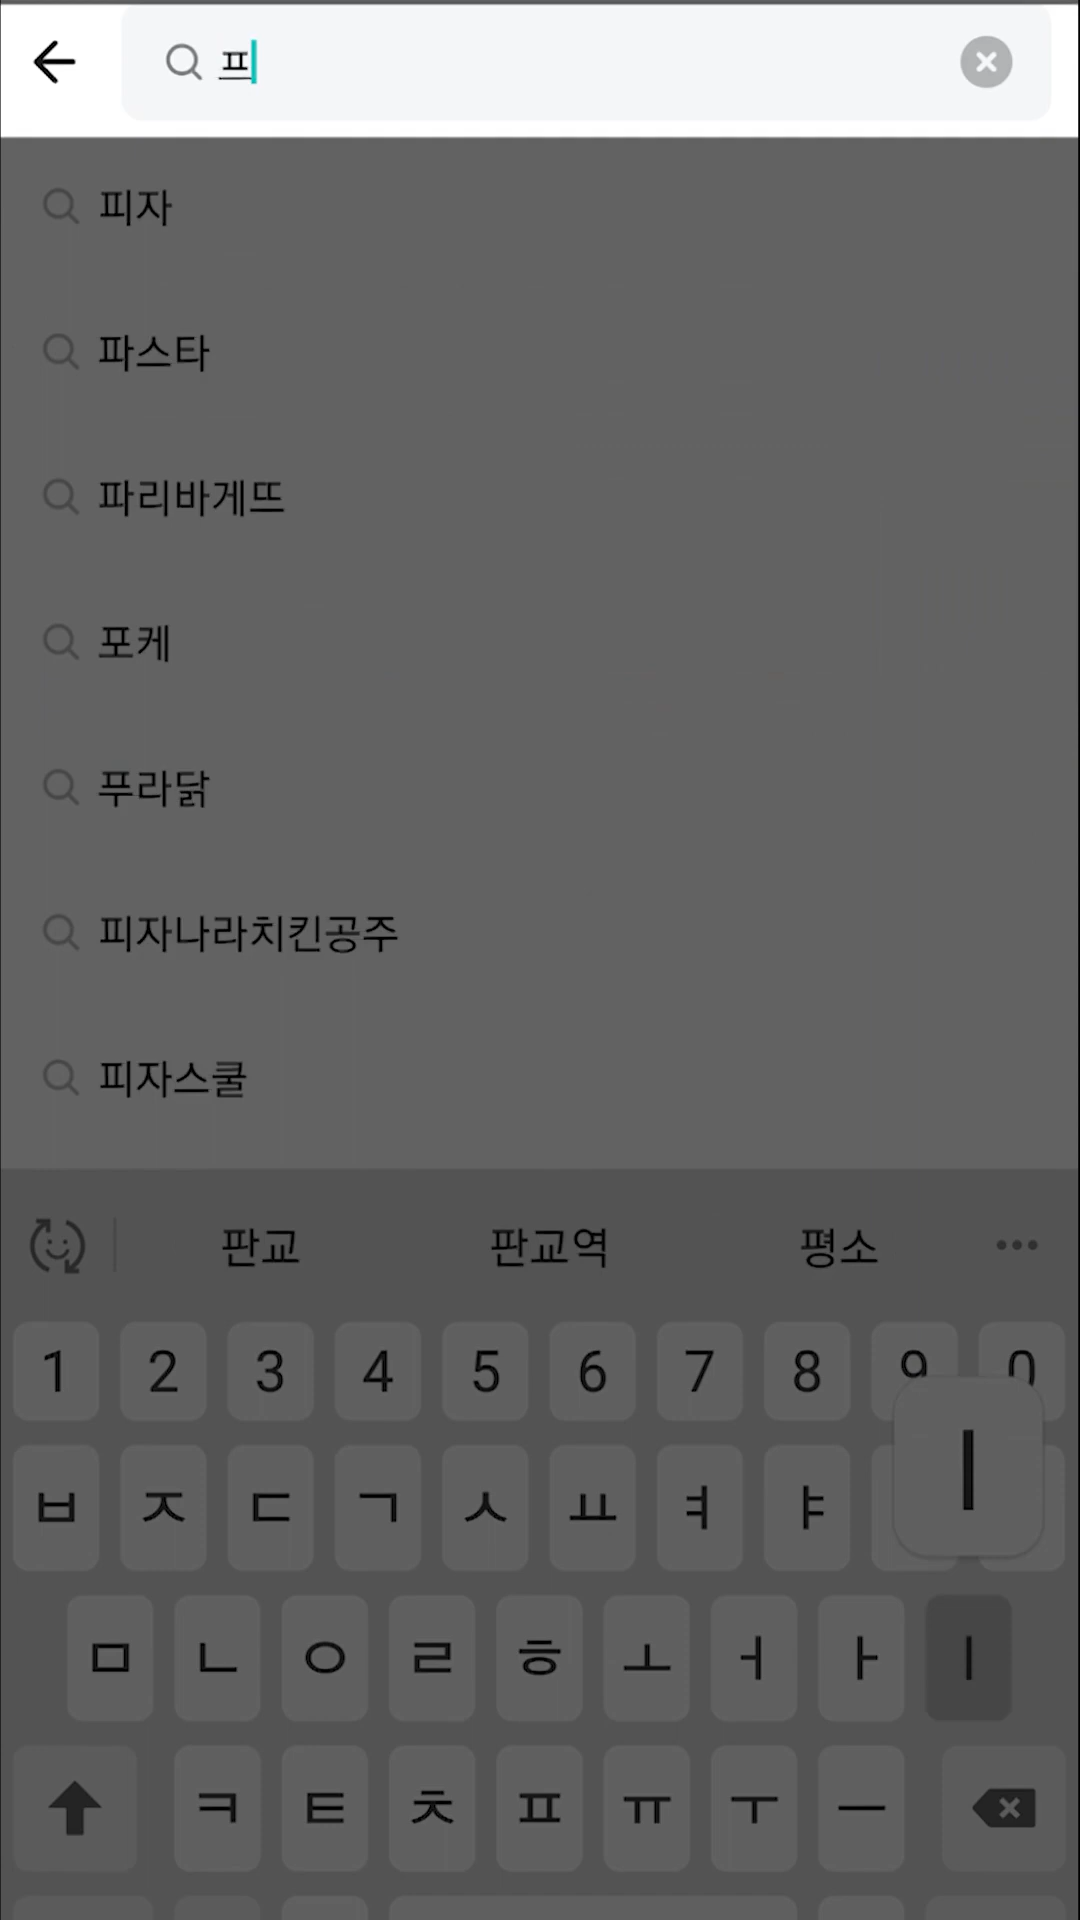 프
피자
파스타
파리바게뜨
포케
푸라닭
피자나라치킨공주
피자스쿨
판교 판교역 평소
1 2 3 4 5 6 7 8 9 0
ㅂ ㅈ ㄷ ㄱ ㅅ ㅛ ㅕ ㅑ ㅣ
ㅁ ㄴ ㅇ ㄹ ㅎ ㅗ ㅓ ㅏ ㅣ
ㅋ ㅌ ㅊ ㅍ ㅠ ㅜ ㅡ